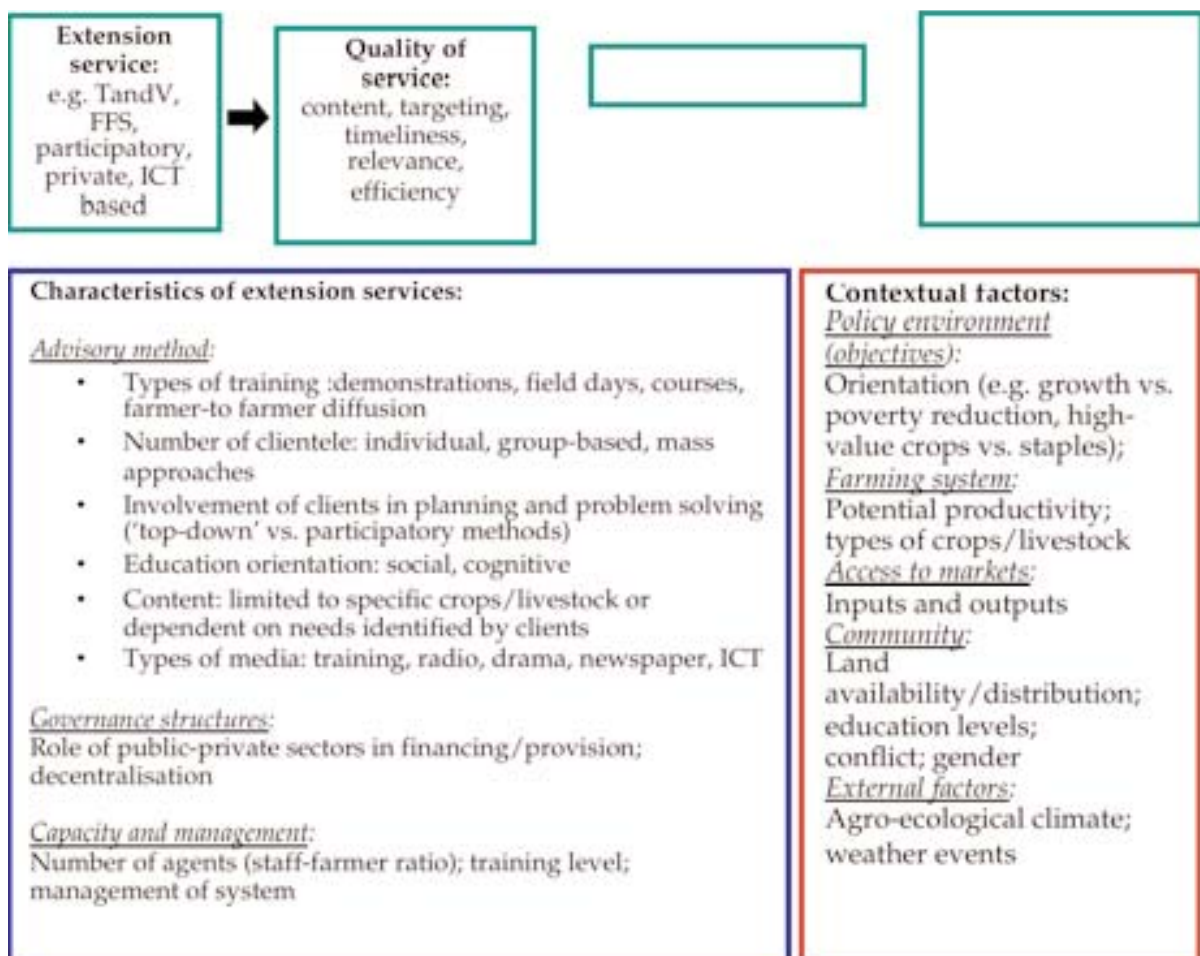 Extension
service:
e.g. TandV,
FFS,
participatory,
private, ICT
based
Quality of
service:
content, targeting,
timeliness,
relevance,
efficiency
Characteristics of extension services:
Advisory method:
• Types of training :demonstrations, field days, courses,
farmer-to farmer diffusion
• Number of clientele: individual, group-based, mass
approaches
• Involvement of clients in planning and problem solving
('top-down' vs. participatory methods)
• Education orientation: social, cognitive
• Content: limited to specific crops/livestock or
dependent on needs identified by clients
• Types of media: training, radio, drama, newspaper, ICT
Governance structures:
Role of public-private sectors in financing/provision;
decentralisation
Capacity and management:
Number of agents (staff-farmer ratio); training level;
management of system
Contextual factors:
Policy environment
(objectives):
Orientation (e.g. growth vs.
poverty reduction, high-
value crops vs. staples);
Farming system:
Potential productivity;
types of crops/livestock
Access to markets:
Inputs and outputs
Community:
Land
availability/distribution;
education levels;
conflict; gender
External factors:
Agro-ecological climate;
weather events